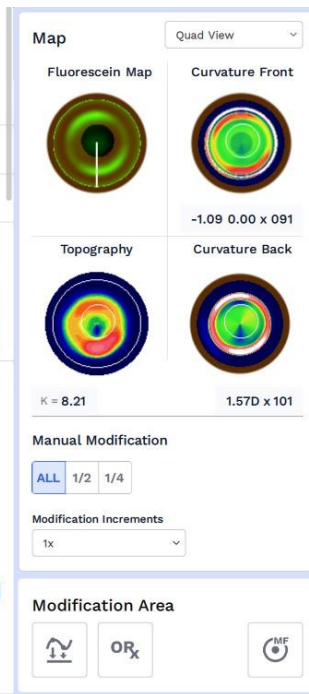 Map
Quad View
Fluorescein Map
Curvature Front
-1.09 0.00 x 091
Topography
Curvature Back
K = 8.21
1.57D x 101
Manual Modification
ALL 1/2 1/4
Modification Increments
1x
Modification Area
ORx
MF